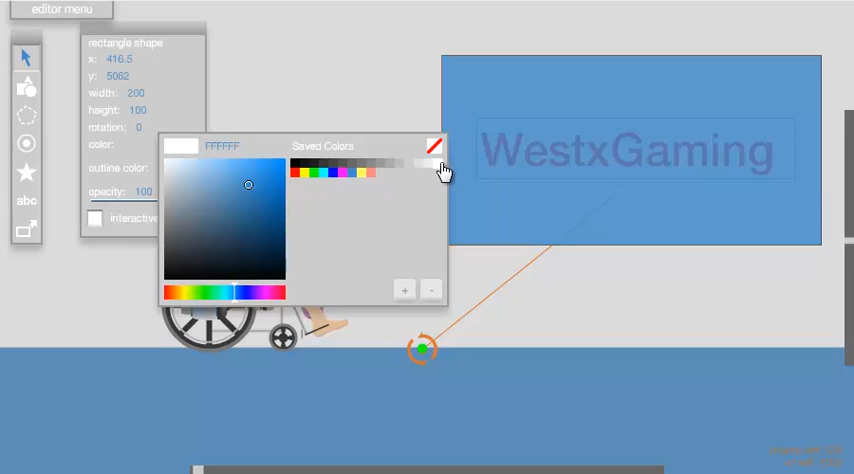 editor menu
rectangle shape
x: 416.5
y: 5062
width: 200
height: 100
rotation: 0
color:
outline color:
opacity: 100
interactive
FFFFFF
Saved Colors
+ -
abc
WestxGaming